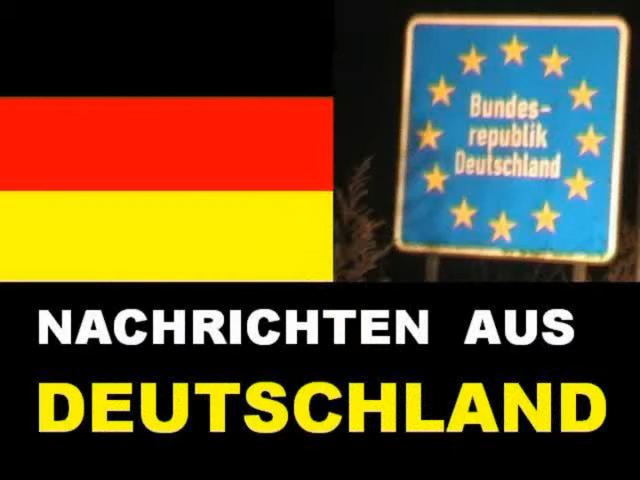 Bundes-
republik
Deutschland
NACHRICHTEN AUS
DEUTSCHLAND